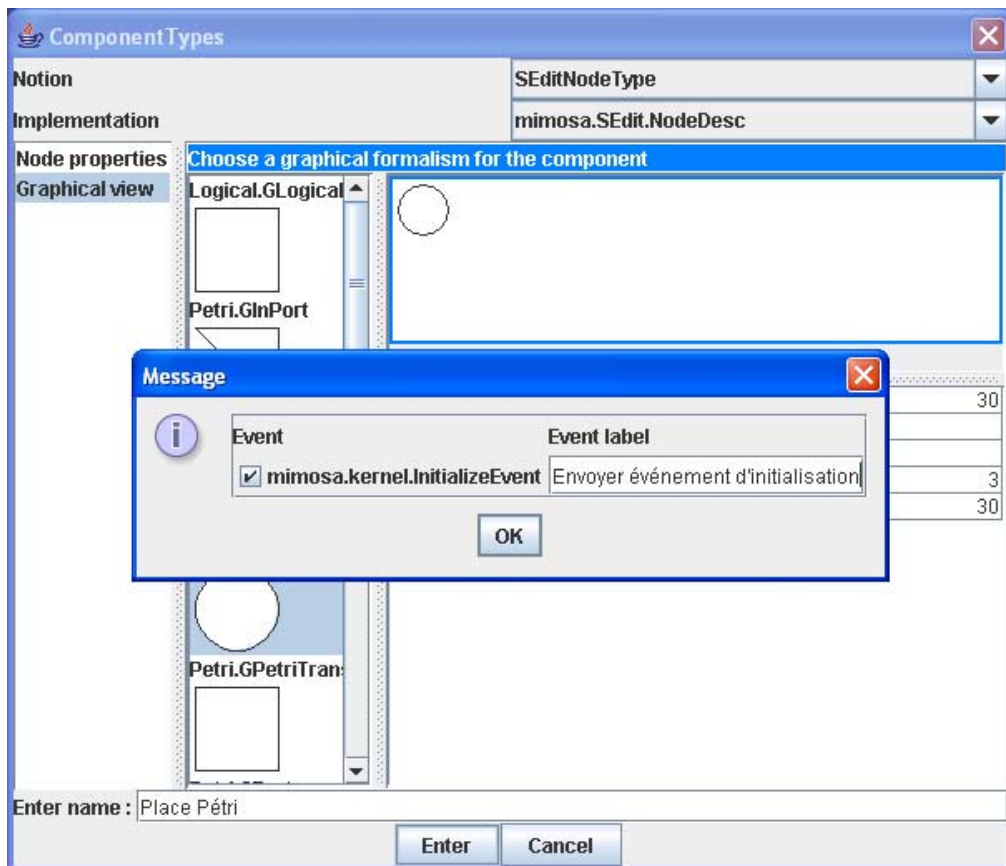 ComponentTypes
Notion SEditNodeType
Implementation mimosa.SEdit.NodeDesc
Node properties Choose a graphical formalism for the component
Graphical view
Logical.GLogical
Petri.GInPort
Message
30
Event Event label
mimosa.kernel.InitializeEvent Envoyer événement d'initialisation
3
30
OK
Petri.GPetriTran
Enter name : Place Pétri
Enter Cancel